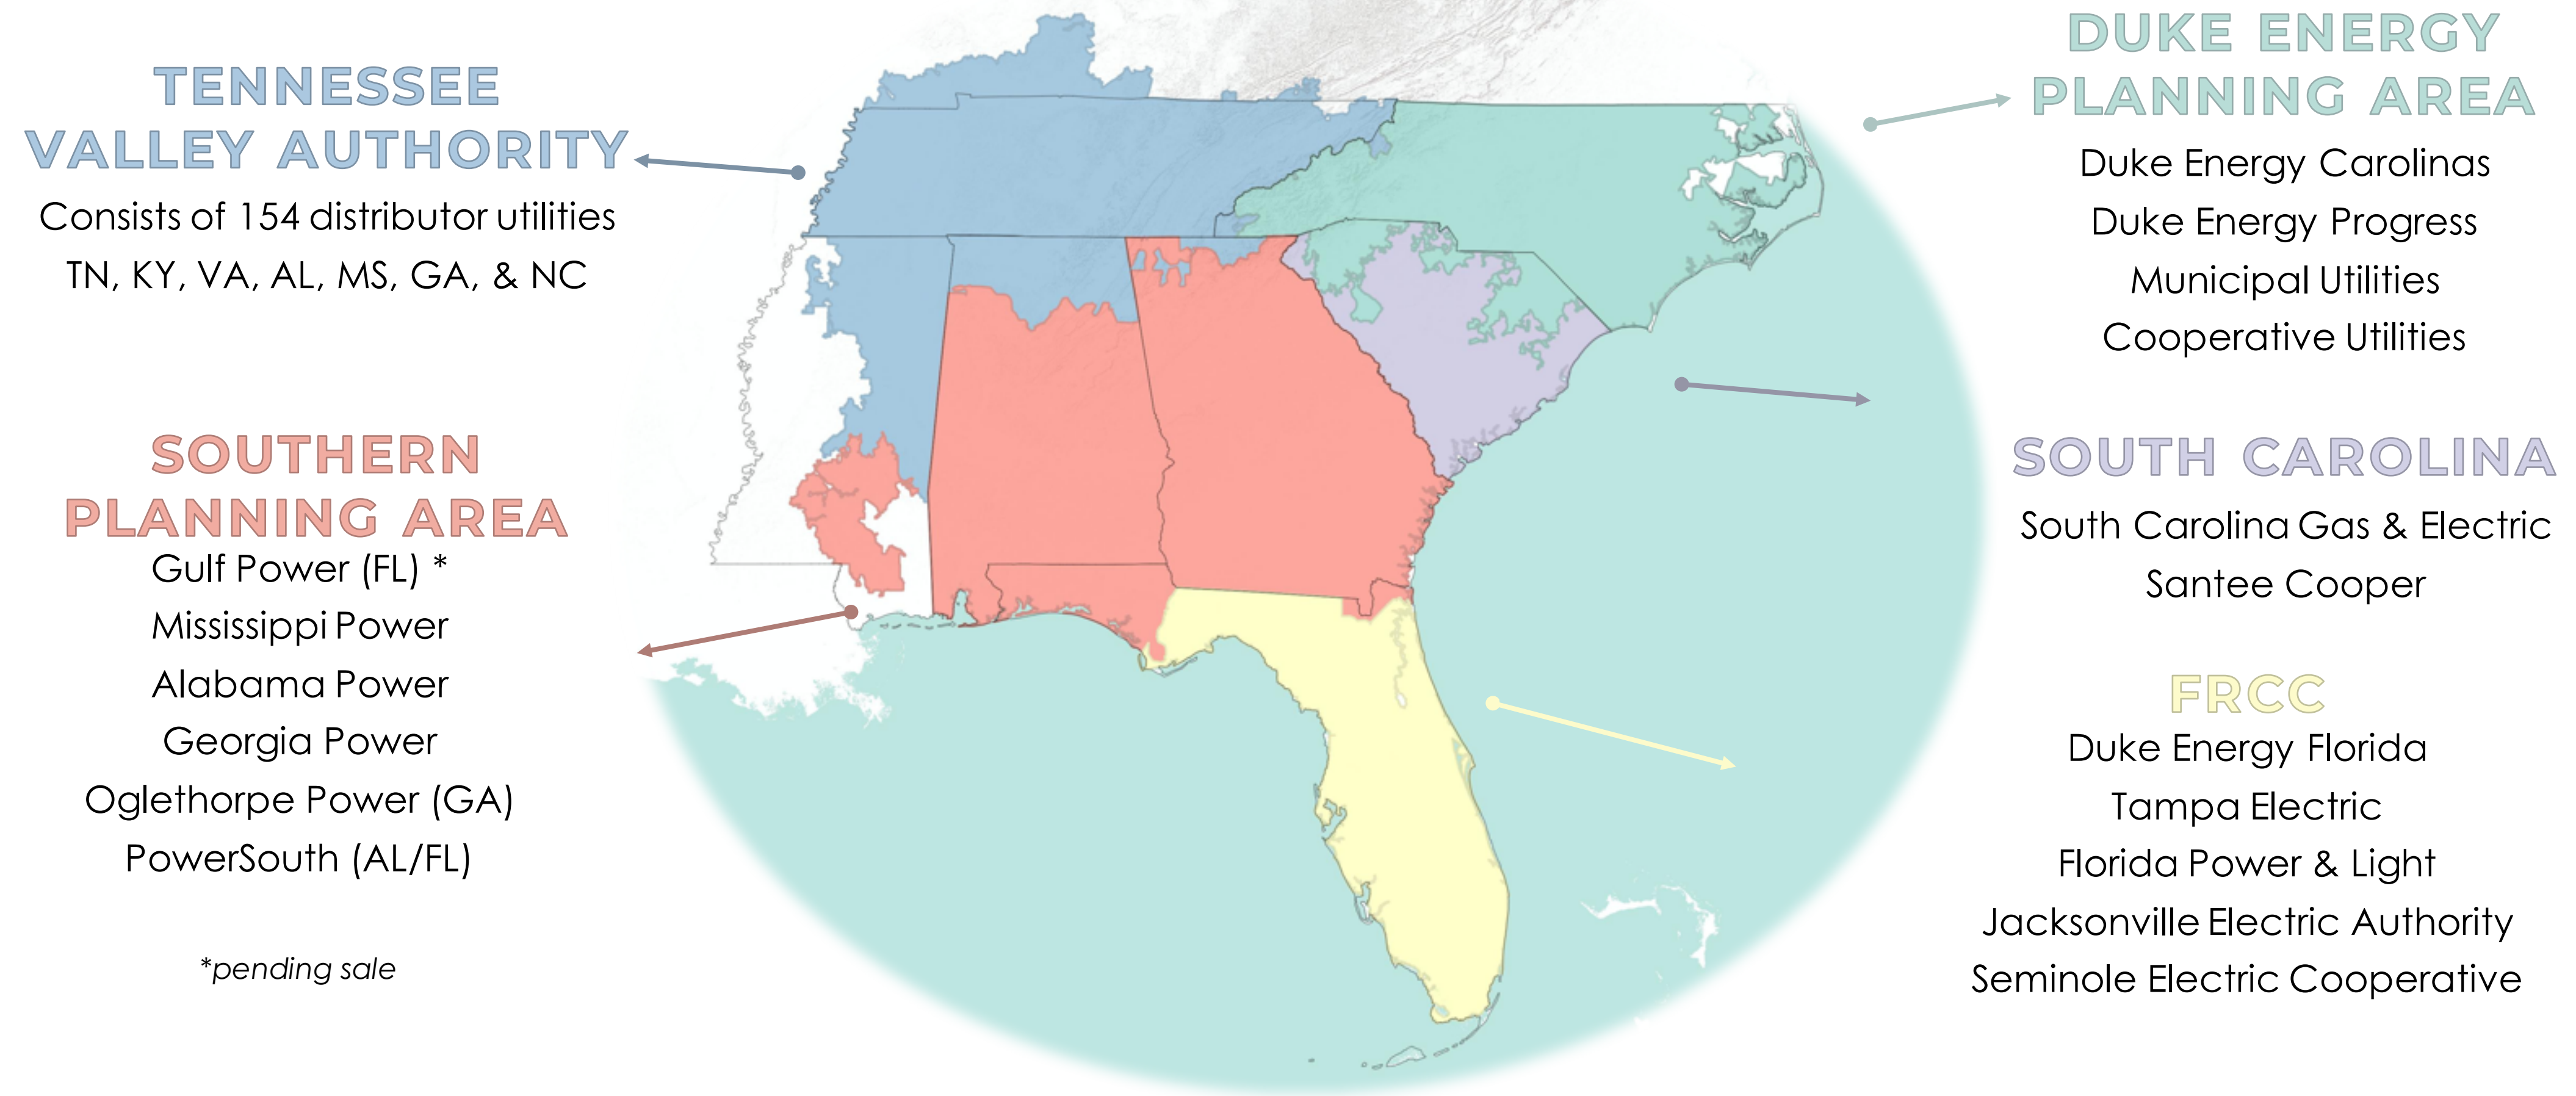 TENNESSEE
VALLEY AUTHORITY
Consists of 154 distributor utilities
TN, KY, VA, AL, MS, GA, & NC
SOUTHERN
PLANNING AREA
Gulf Power (FL) *
Mississippi Power
Alabama Power
Georgia Power
Oglethorpe Power (GA)
PowerSouth (AL/FL)
*pending sale
DUKE ENERGY
PLANNING AREA
Duke Energy Carolinas
Duke Energy Progress
Municipal Utilities
Cooperative Utilities
SOUTH CAROLINA
South Carolina Gas & Electric
Santee Cooper
FRCC
Duke Energy Florida
Tampa Electric
Florida Power & Light
Jacksonville Electric Authority
Seminole Electric Cooperative